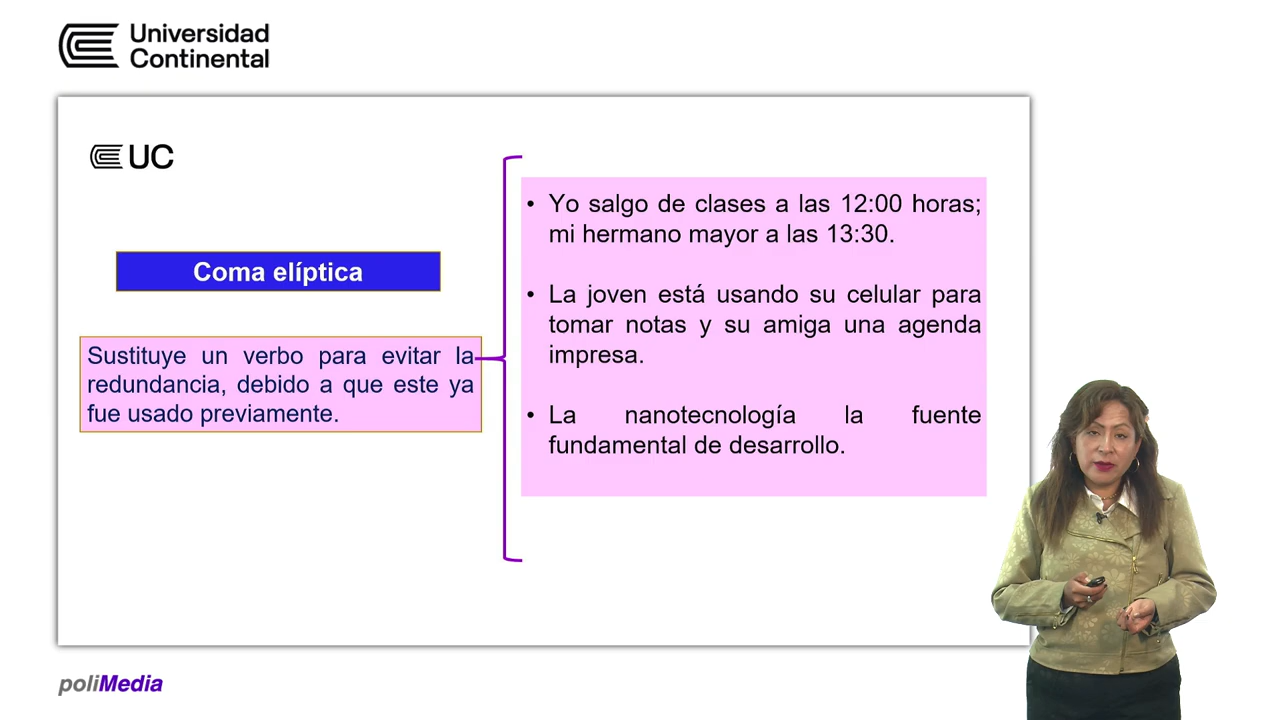 Universidad
Continental
UC
Coma elíptica
Sustituye un verbo para evitar la
redundancia, debido a que este ya
fue usado previamente.
• Yo salgo de clases a las 12:00 horas;
mi hermano mayor a las 13:30.
• La joven está usando su celular para
tomar notas y su amiga una agenda
impresa.
• La nanotecnología la fuente
fundamental de desarrollo.
poliMedia